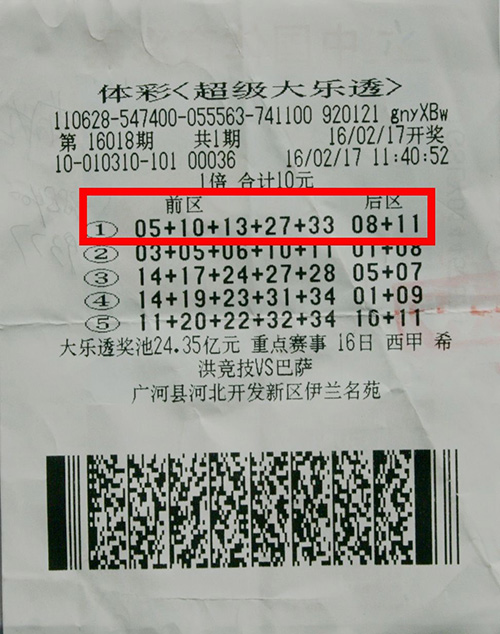 体彩<超级大乐透>
110628-547400-055563-741100 920121 gnyXBw
第 16018期 共1期 16/02/17开奖
10-010310-101 00036 16/02/17 11:40:52
1倍 合计10元
前区 后区
① 05+10+13+27+33 08+11
② 03+05+06+10+11 01+08
③ 14+17+24+27+28 05+07
④ 14+19+23+31+34 01+09
⑤ 11+20+22+32+34 10+11
大乐透奖池24.35亿元 重点赛事 16日 西甲 希
洪竞技VS巴萨
广河县河北开发新区伊兰名苑